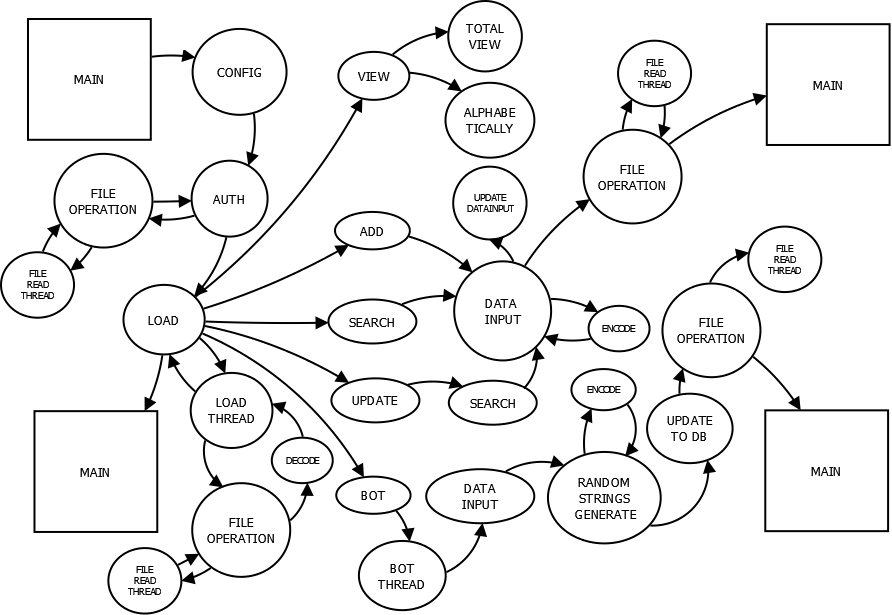 MAIN
CONFIG
VIEW
TOTAL
VIEW
ALPHABE
TICALLY
FILE
READ
THREAD
MAIN
FILE
OPERATION
AUTH
FILE
READ
THREAD
ADD
UPDATE
DATAINPUT
FILE
OPERATION
LOAD
SEARCH
DATA
INPUT
ENCODE
FILE
READ
THREAD
FILE
OPERATION
UPDATE
SEARCH
ENCODE
UPDATE
TO DB
LOAD
THREAD
DECODE
MAIN
BOT
DATA
INPUT
RANDOM
STRINGS
GENERATE
MAIN
FILE
OPERATION
FILE
READ
THREAD
BOT
THREAD